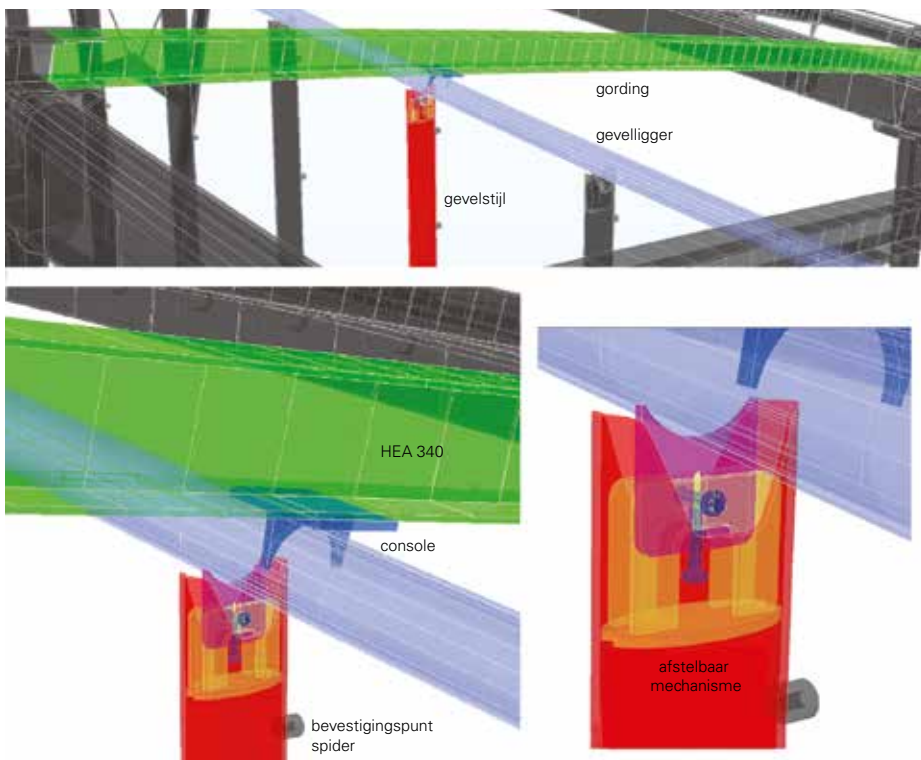 gording
gevelligger
gevelstijl
HEA 340
console
bevestigingspunt
spider
afstelbaar
mechanisme